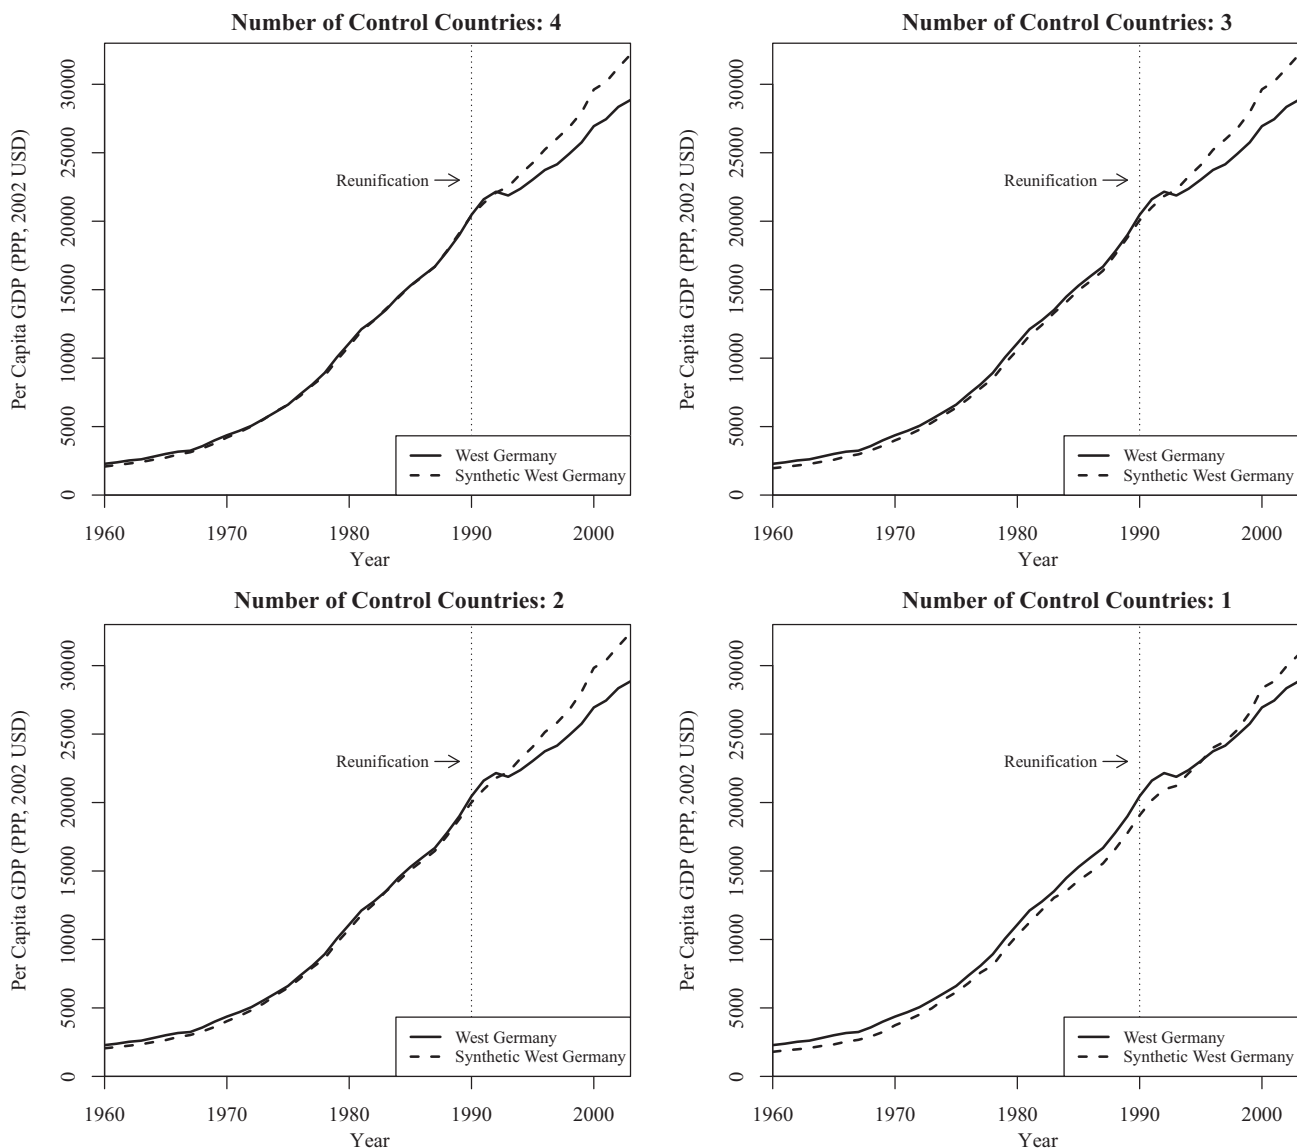 Number of Control Countries: 4
Per Capita GDP (PPP, 2002 USD)
30000
25000
20000
15000
10000
5000
0
Reunification
West Germany
Synthetic West Germany
1960 1970 1980 1990 2000
Year
Number of Control Countries: 3
Per Capita GDP (PPP, 2002 USD)
30000
25000
20000
15000
10000
5000
0
Reunification
West Germany
Synthetic West Germany
1960 1970 1980 1990 2000
Year
Number of Control Countries: 2
Per Capita GDP (PPP, 2002 USD)
30000
25000
20000
15000
10000
5000
0
Reunification
West Germany
Synthetic West Germany
1960 1970 1980 1990 2000
Year
Number of Control Countries: 1
Per Capita GDP (PPP, 2002 USD)
30000
25000
20000
15000
10000
5000
0
Reunification
West Germany
Synthetic West Germany
1960 1970 1980 1990 2000
Year